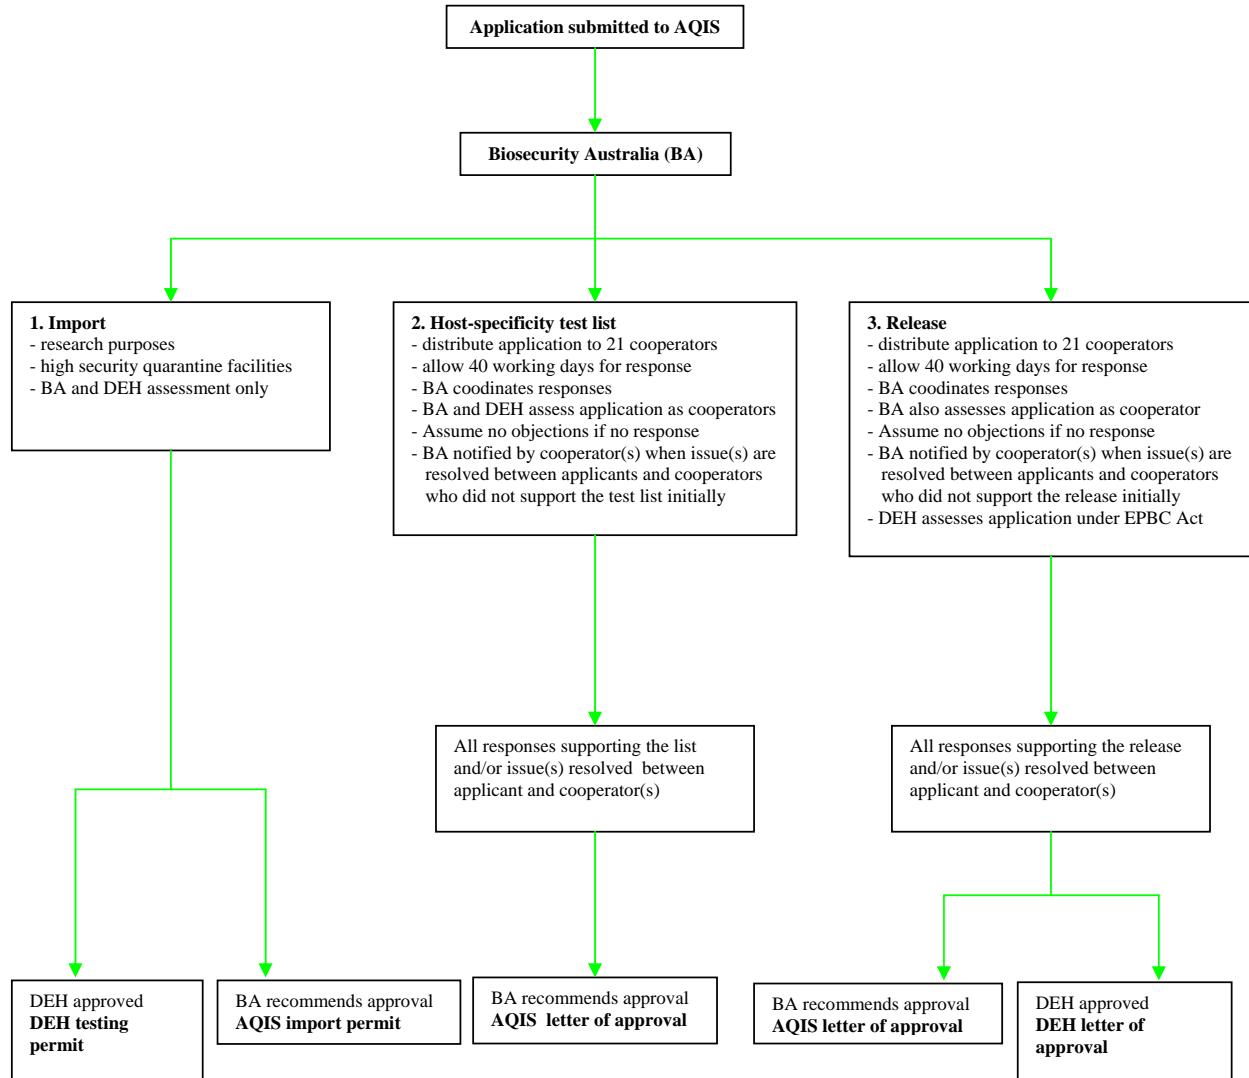 Application submitted to AQIS
Biosecurity Australia (BA)
1. Import
- research purposes
- high security quarantine facilities
- BA and DEH assessment only
2. Host-specificity test list
- distribute application to 21 cooperators
- allow 40 working days for response
- BA coodinates responses
- BA and DEH assess application as cooperators
- Assume no objections if no response
- BA notified by cooperator(s) when issue(s) are
resolved between applicants and cooperators
who did not support the test list initially
3. Release
- distribute application to 21 cooperators
- allow 40 working days for response
- BA coodinates responses
- BA also assesses application as cooperator
- Assume no objections if no response
- BA notified by cooperator(s) when issue(s) are
resolved between applicants and cooperators
who did not support the release initially
- DEH assesses application under EPBC Act
All responses supporting the list
and/or issue(s) resolved between
applicant and cooperator(s)
All responses supporting the release
and/or issue(s) resolved between
applicant and cooperator(s)
DEH approved
DEH testing
permit
BA recommends approval
AQIS import permit
BA recommends approval
AQIS letter of approval
BA recommends approval
AQIS letter of approval
DEH approved
DEH letter of
approval